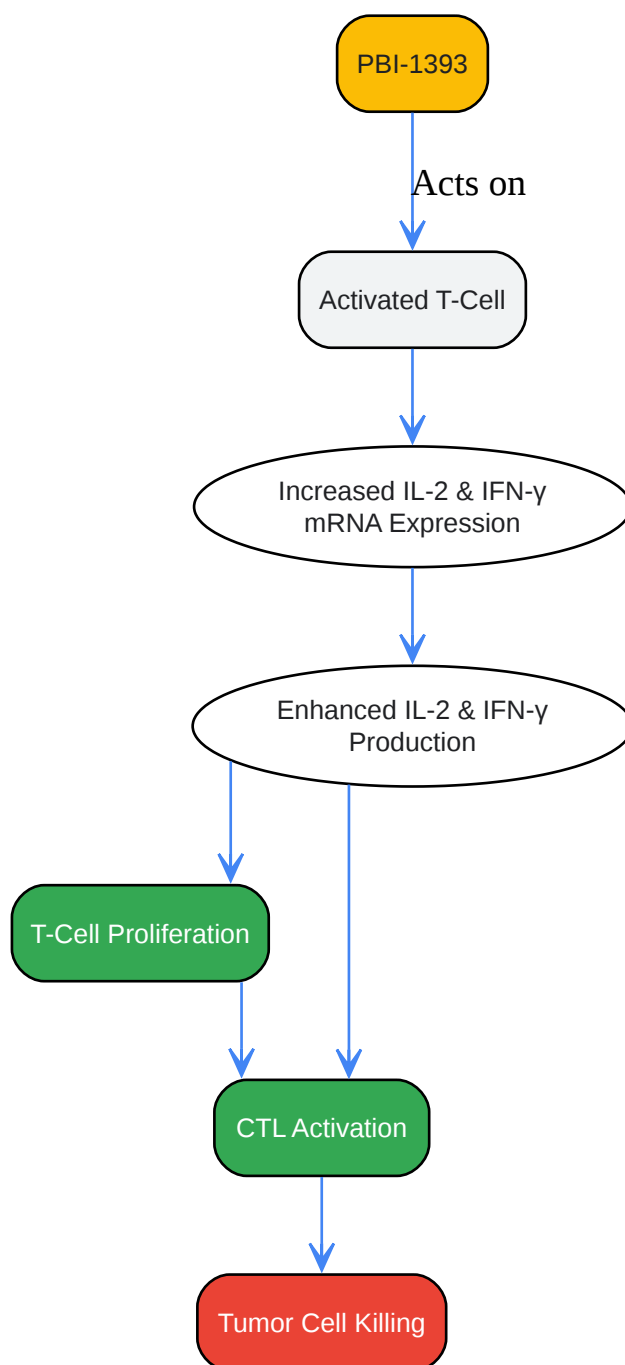 PBI-1393
Acts on
Activated T-Cell
Increased IL-2 & IFN-γ
mRNA Expression
Enhanced IL-2 & IFN-γ
Production
T-Cell Proliferation
CTL Activation
Tumor Cell Killing